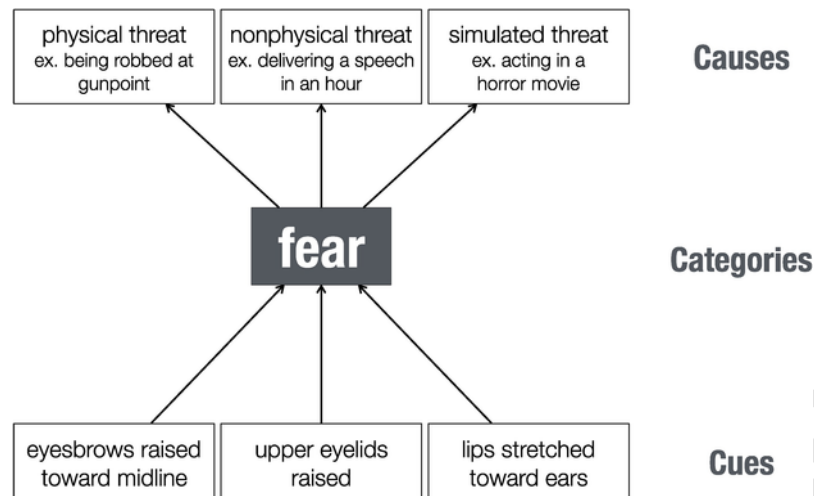 physical threat
ex. being robbed at
gunpoint
nonphysical threat
ex. delivering a speech
in an hour
simulated threat
ex. acting in a
horror movie
Causes
fear
Categories
eyesbrows raised
toward midline
upper eyelids
raised
lips stretched
toward ears
Cues